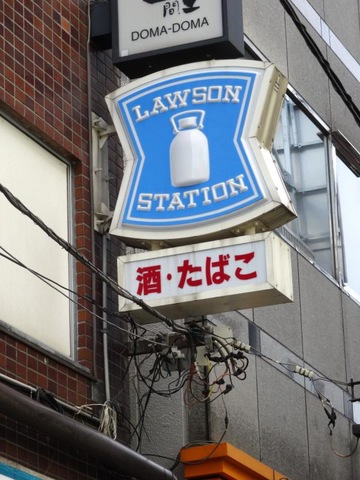 DOMA-DOMA
LAWSON
STATION
酒・たばこ